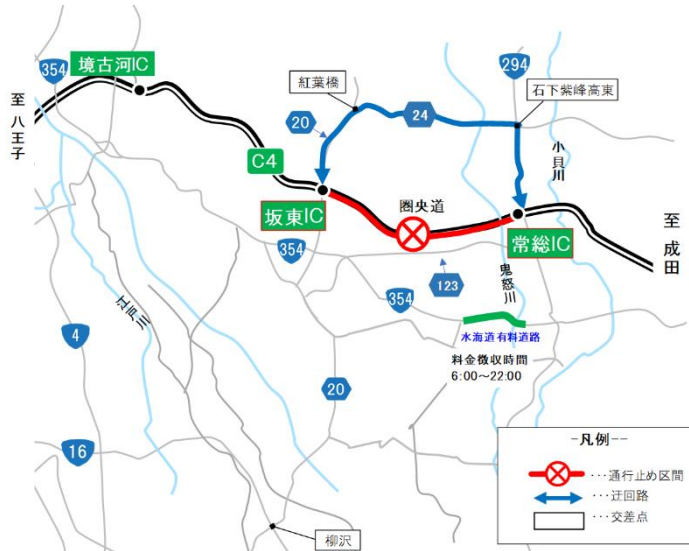 境古河IC
354
至 八王子
紅葉橋
294
石下紫峰高東
20
24
小貝川
C4
坂東IC
圏央道
常総IC
至 成田
354
123
鬼怒川
354
江戸川
水海道有料道路
料金徴収時間
6:00～22:00
4
20
16
柳沢
-凡例--
･･･通行止め区間
･･･迂回路
･･･交差点